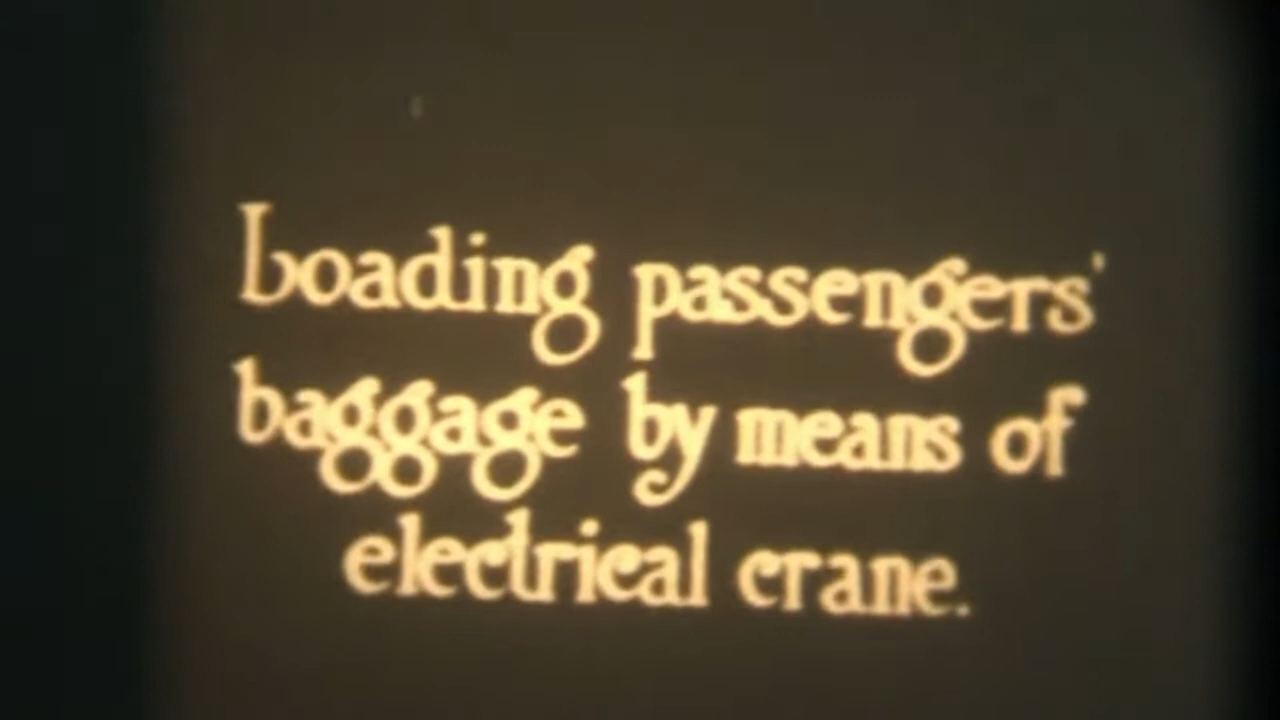 Loading passengers'
baggage by means of
electrical crane.